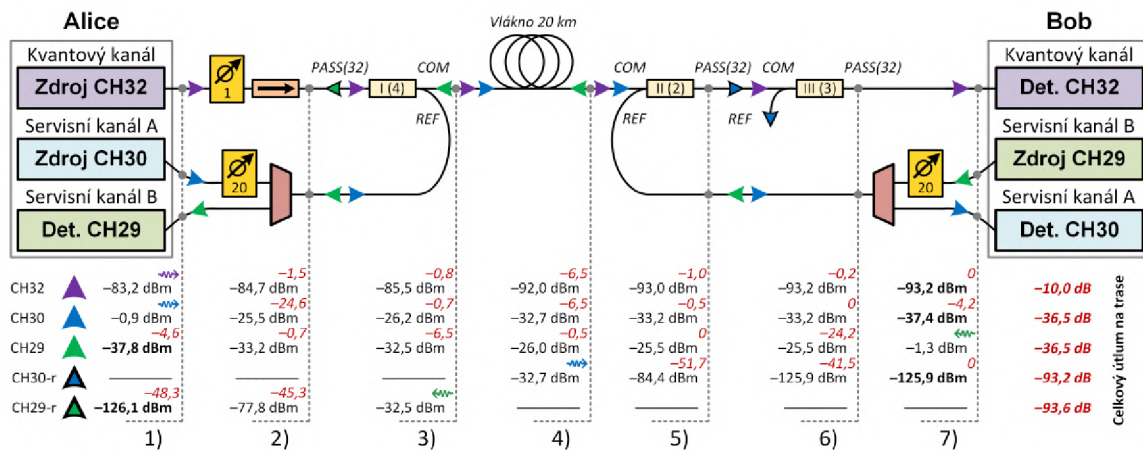 Alice
Vlákno 20 km
Bob
Kvantový kanál
Zdroj CH32
1
PASS(32)
I (4)
COM
REF
COM
II (2)
PASS(32)
REF
COM
III (3)
REF
PASS(32)
Kvantový kanál
Det. CH32
Servisní kanál A
Zdroj CH30
20
Servisní kanál B
Det. CH29
Servisní kanál B
Zdroj CH29
20
Servisní kanál A
Det. CH30
−1,5 −0,8 −6,5 −1,0 −0,2 0
CH32 −83,2 dBm −84,7 dBm −85,5 dBm −92,0 dBm −93,0 dBm −93,2 dBm −93,2 dBm −10,0 dB
−24,6 −0,7 −6,5 −0,5 0 −4,2
CH30 −0,9 dBm −25,5 dBm −26,2 dBm −32,7 dBm −33,2 dBm −33,2 dBm −37,4 dBm −36,5 dB
−4,6 −0,7 −6,5 −0,5 0 −24,2
CH29 −37,8 dBm −33,2 dBm −32,5 dBm −26,0 dBm −25,5 dBm −25,5 dBm −1,3 dBm −36,5 dB
−51,7 −41,5 0
CH30-r −32,7 dBm −84,4 dBm −125,9 dBm −125,9 dBm −93,2 dB
−48,3 −45,3
CH29-r −126,1 dBm −77,8 dBm −32,5 dBm −93,6 dB
Celkový útlum na trase
1) 2) 3) 4) 5) 6) 7)